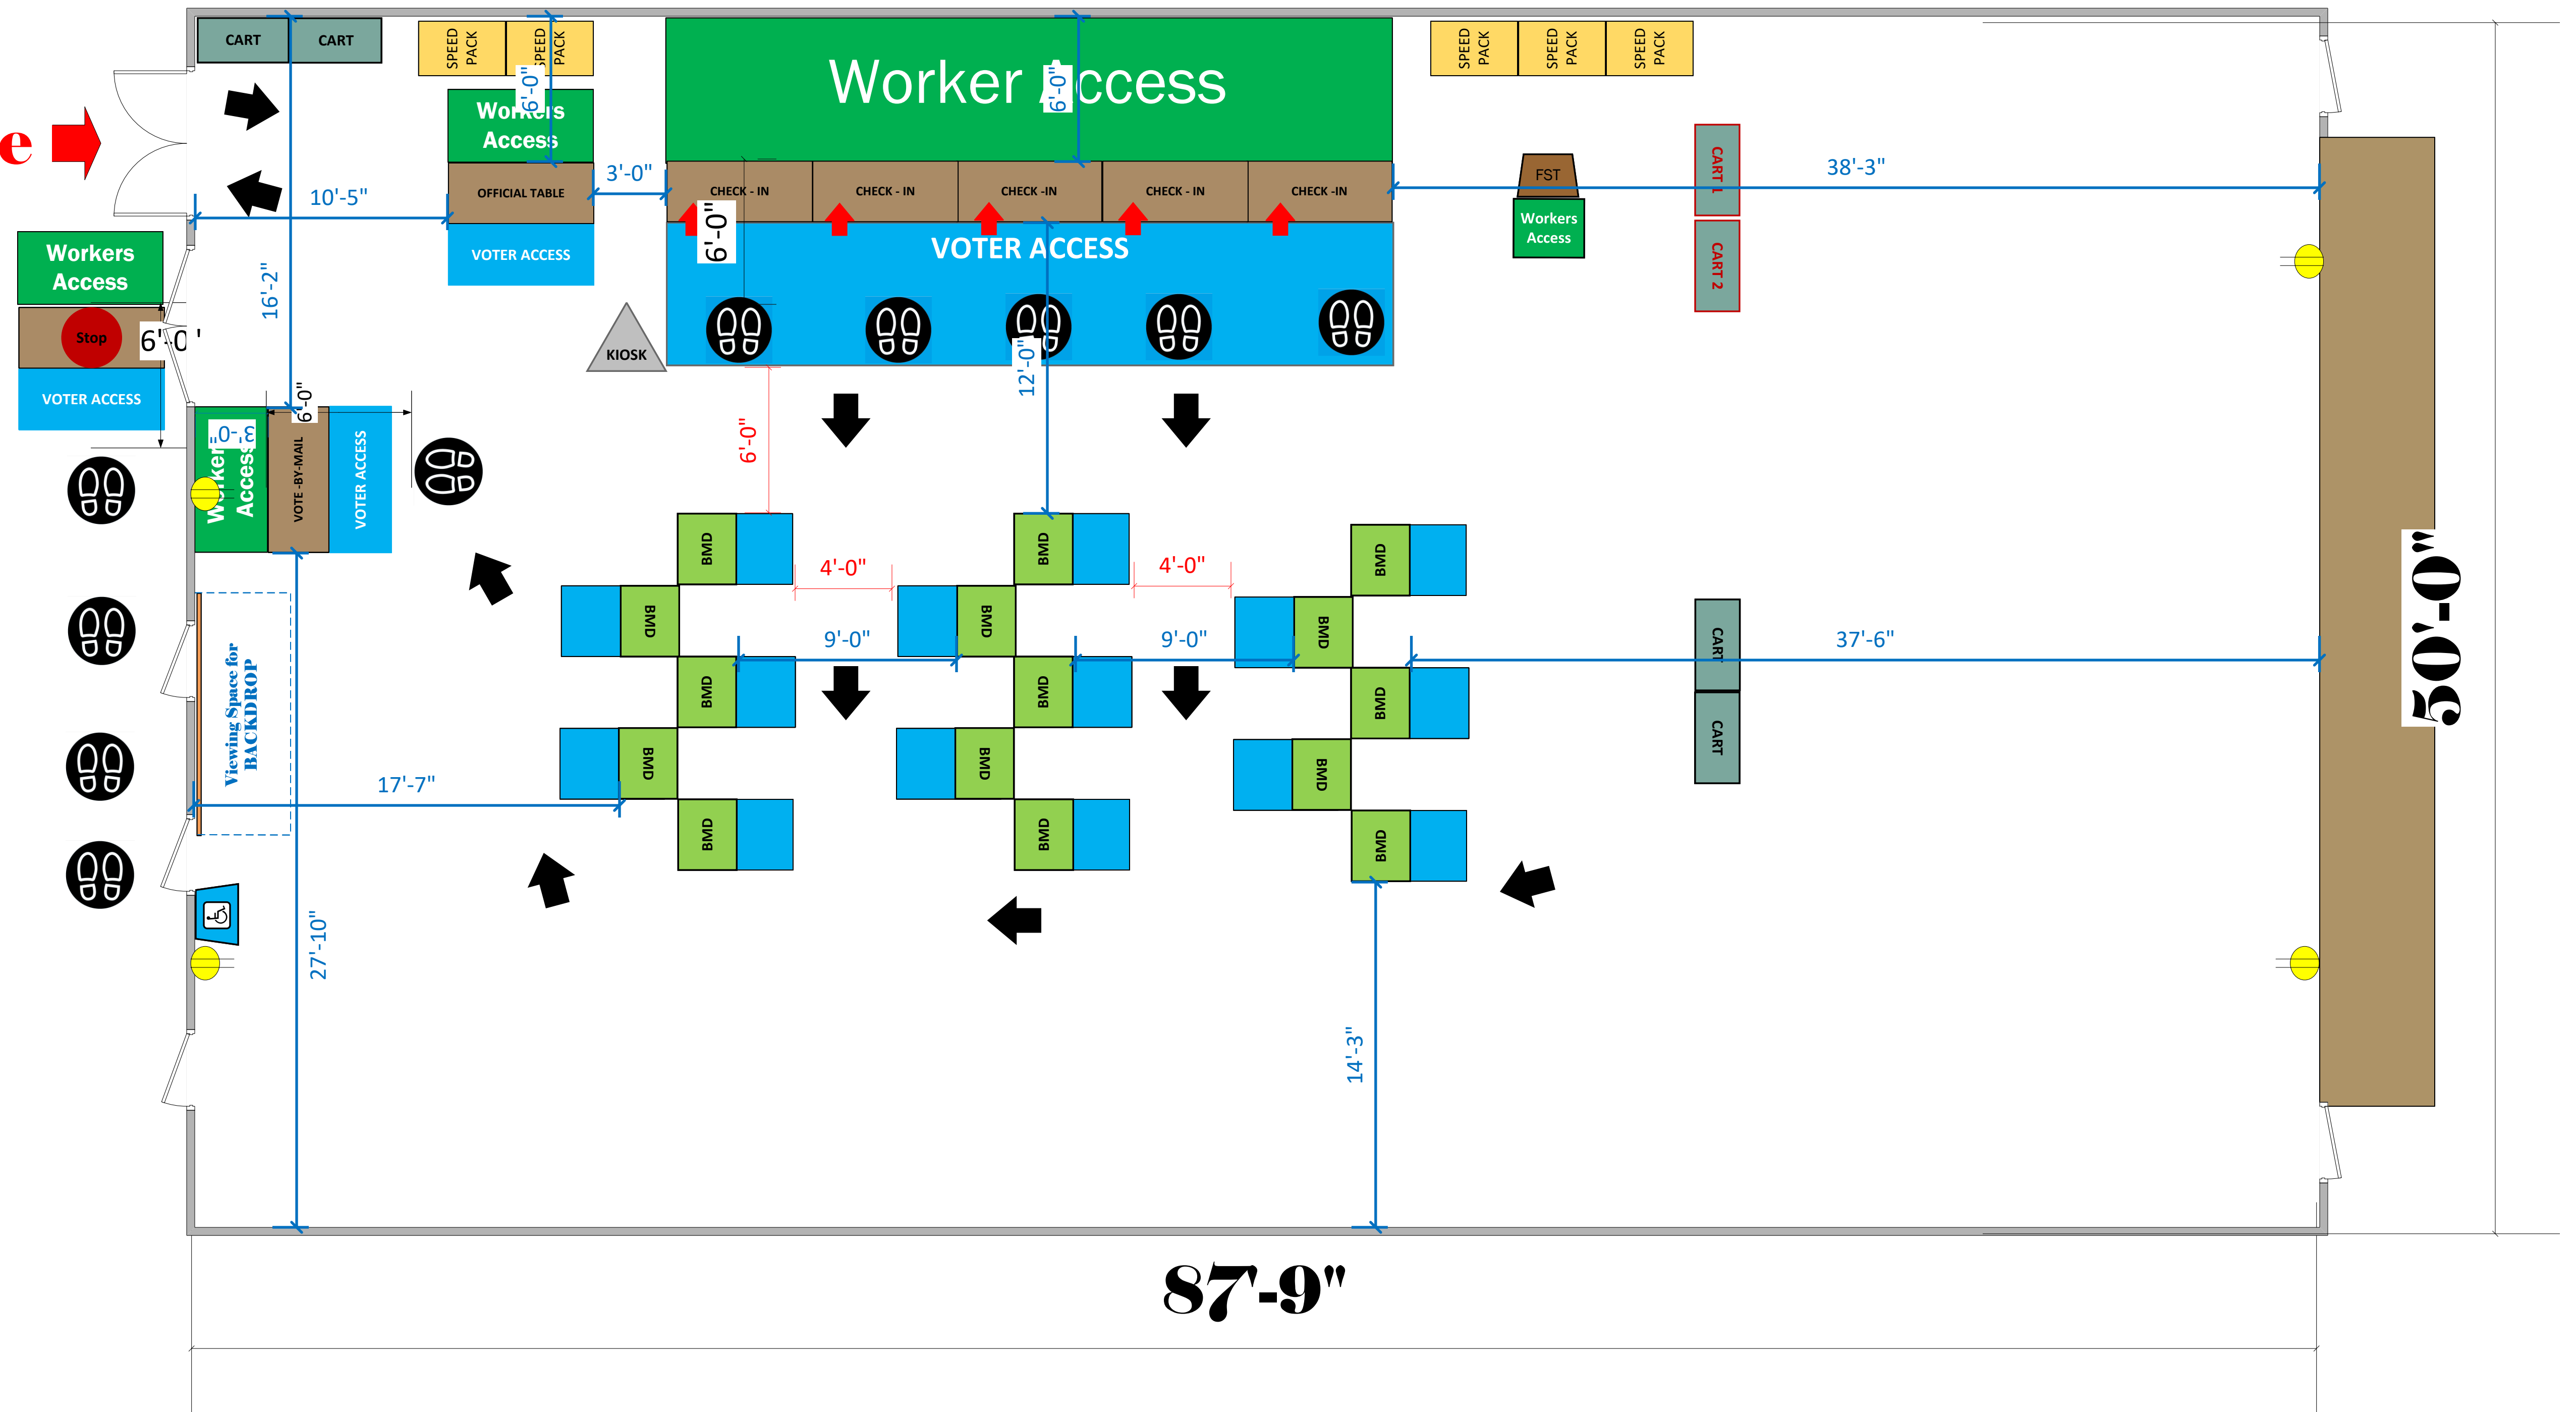 CART
CART
SPEED
PACK
SPEED
PACK
Worker Access
SPEED
PACK
SPEED
PACK
SPEED
PACK
6'-0"
6'-0"
Workers
Access
e
OFFICIAL TABLE
3'-0"
CHECK - IN
CHECK - IN
CHECK -IN
CHECK - IN
CHECK -IN
FST
CART 1
38'-3"
10'-5"
Workers
Access
VOTER ACCESS
6'-0"
VOTER ACCESS
CART 2
Workers
Access
16'-2"
Stop
6'-0"
KIOSK
12'-0"
VOTER ACCESS
6'-0"
3'-0"
Worker
Access
VOTE -BY-MAIL
VOTER ACCESS
6'-0"
BMD
BMD
BMD
4'-0"
4'-0"
BMD
BMD
BMD
9'-0"
9'-0"
37'-6"
CART
50'-0"
Viewing Space for
BACKDROP
BMD
BMD
BMD
CART
BMD
BMD
BMD
17'-7"
BMD
BMD
BMD
27'-10"
14'-3"
87'-9"